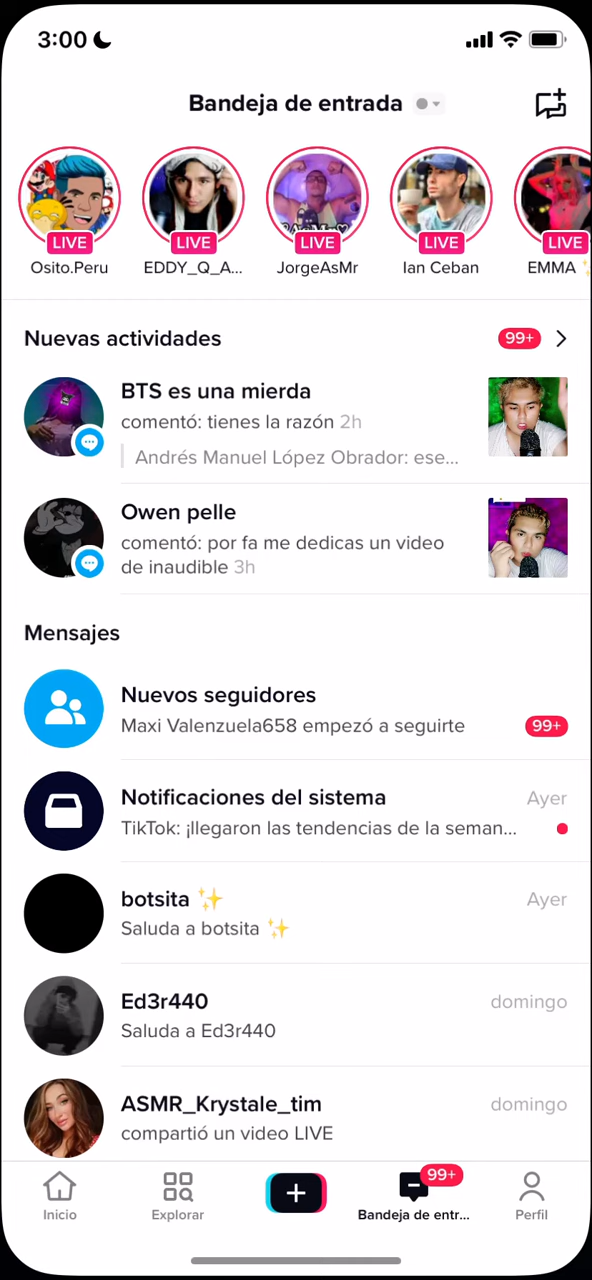 3:00
Bandeja de entrada
LIVE LIVE LIVE LIVE LIVE
Osito.Peru EDDY_Q_A... JorgeAsMr Ian Ceban EMMA ✨
Nuevas actividades 99+
BTS es una mierda
comentó: tienes la razón 2h
Andrés Manuel López Obrador: ese...
Owen pelle
comentó: por fa me dedicas un video
de inaudible 3h
Mensajes
Nuevos seguidores
Maxi Valenzuela658 empezó a seguirte 99+
Notificaciones del sistema Ayer
TikTok: ¡llegaron las tendencias de la seman...
botsita ✨ Ayer
Saluda a botsita ✨
Ed3r440 domingo
Saluda a Ed3r440
ASMR_Krystale_tim domingo
compartió un video LIVE
99+
Inicio Explorar Bandeja de entr... Perfil